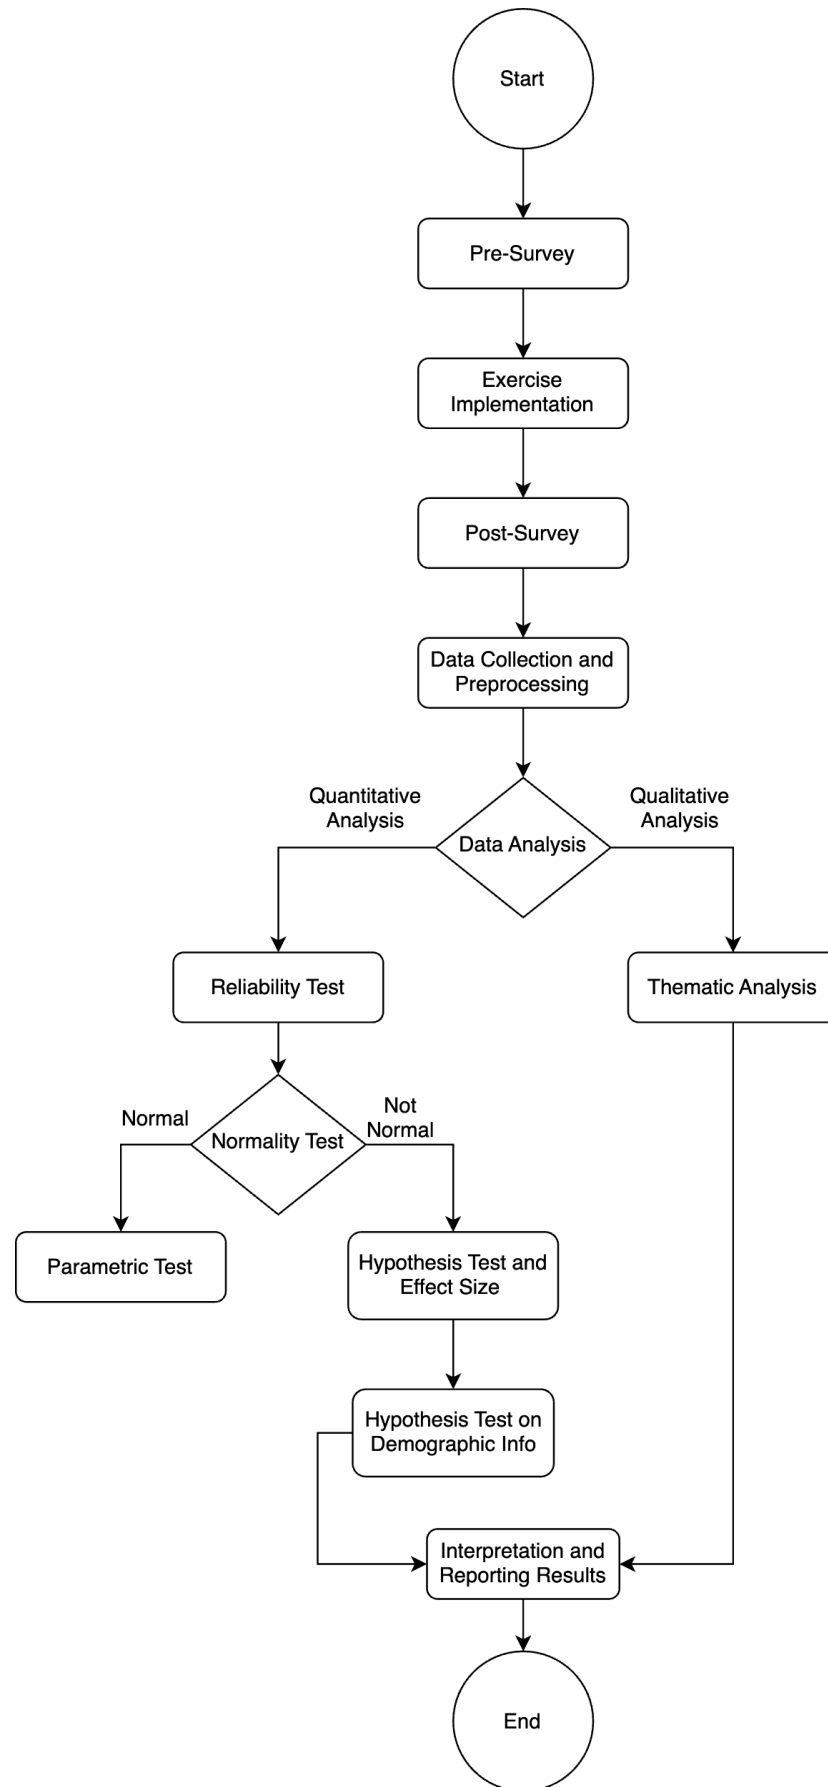 Start
Pre-Survey
Exercise
Implementation
Post-Survey
Data Collection and
Preprocessing
Quantitative
Analysis
Data Analysis
Qualitative
Analysis
Reliability Test
Thematic Analysis
Normal
Normality Test
Not
Normal
Parametric Test
Hypothesis Test and
Effect Size
Hypothesis Test on
Demographic Info
Interpretation and
Reporting Results
End